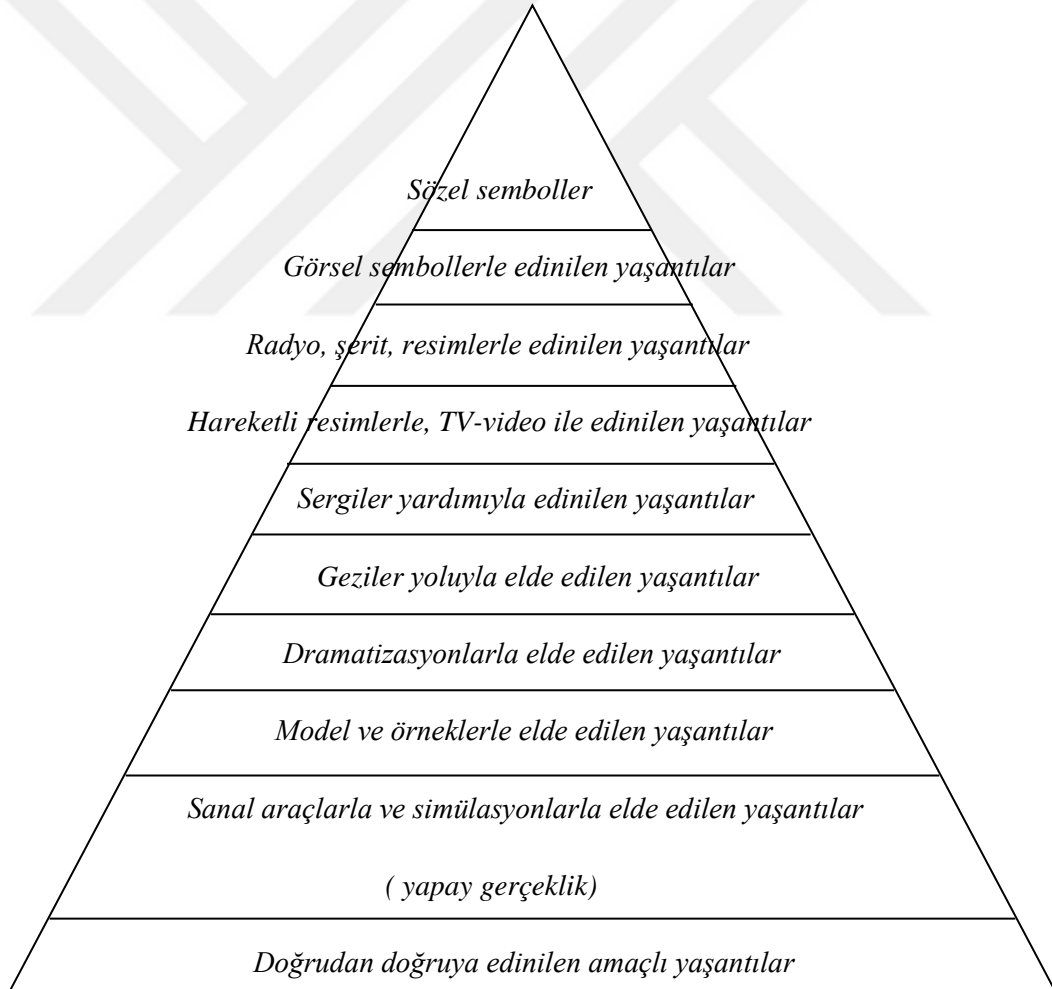 Sözel semboller
Görsel sembollerle edinilen yaşantılar
Radyo, şerit, resimlerle edinilen yaşantılar
Hareketli resimlerle, TV-video ile edinilen yaşantılar
Sergiler yardımıyla edinilen yaşantılar
Geziler yoluyla elde edilen yaşantılar
Dramatizasyonlarla elde edilen yaşantılar
Model ve örneklerle elde edilen yaşantılar
Sanal araçlarla ve simülasyonlarla elde edilen yaşantılar
( yapay gerçeklik)
Doğrudan doğruya edinilen amaçlı yaşantılar